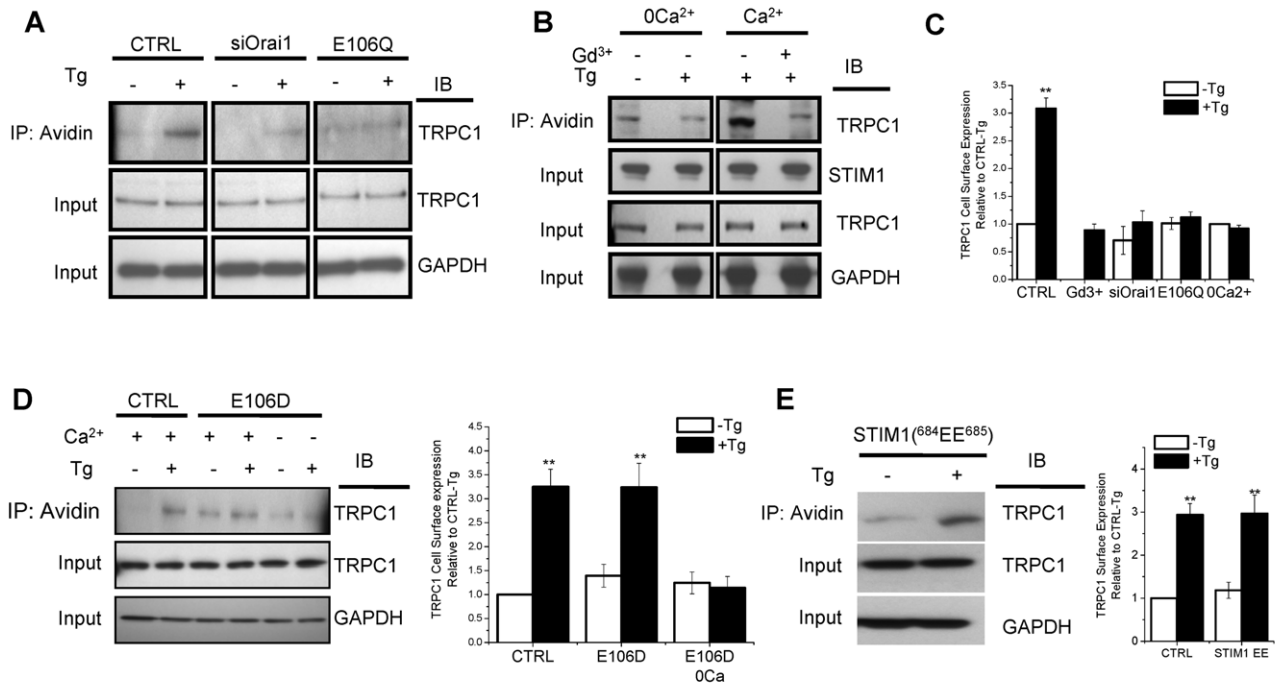 A
CTRL siOrai1 E106Q
Tg - + - + - + IB
IP: Avidin TRPC1
Input TRPC1
Input GAPDH
B
0Ca²⁺ Ca²⁺
Gd³⁺ - - - +
Tg - + + + IB
IP: Avidin TRPC1
Input STIM1
Input TRPC1
Input GAPDH
C
TRPC1 Cell Surface Expression
Relative to CTRL-Tg
3.5
3.0
2.5
2.0
1.5
1.0
0.5
0.0
**
-Tg
+Tg
CTRL Gd3+ siOrai1 E106Q 0Ca2+
D
CTRL E106D
Ca²⁺ + + + + - -
Tg - + - + - + IB
IP: Avidin TRPC1
Input TRPC1
Input GAPDH
TRPC1 Cell Surface expression
Relative to CTRL-Tg
4.5
4.0
3.5
3.0
2.5
2.0
1.5
1.0
0.5
0.0
** **
-Tg
+Tg
CTRL E106D E106D
0Ca
E
STIM1(⁶⁸⁴EE⁶⁸⁵)
Tg - + IB
IP: Avidin TRPC1
Input TRPC1
Input GAPDH
TRPC1 Surface Expression
Relative to CTRL-Tg
4
3
2
1
0
** **
-Tg
+Tg
CTRL STIM1 EE